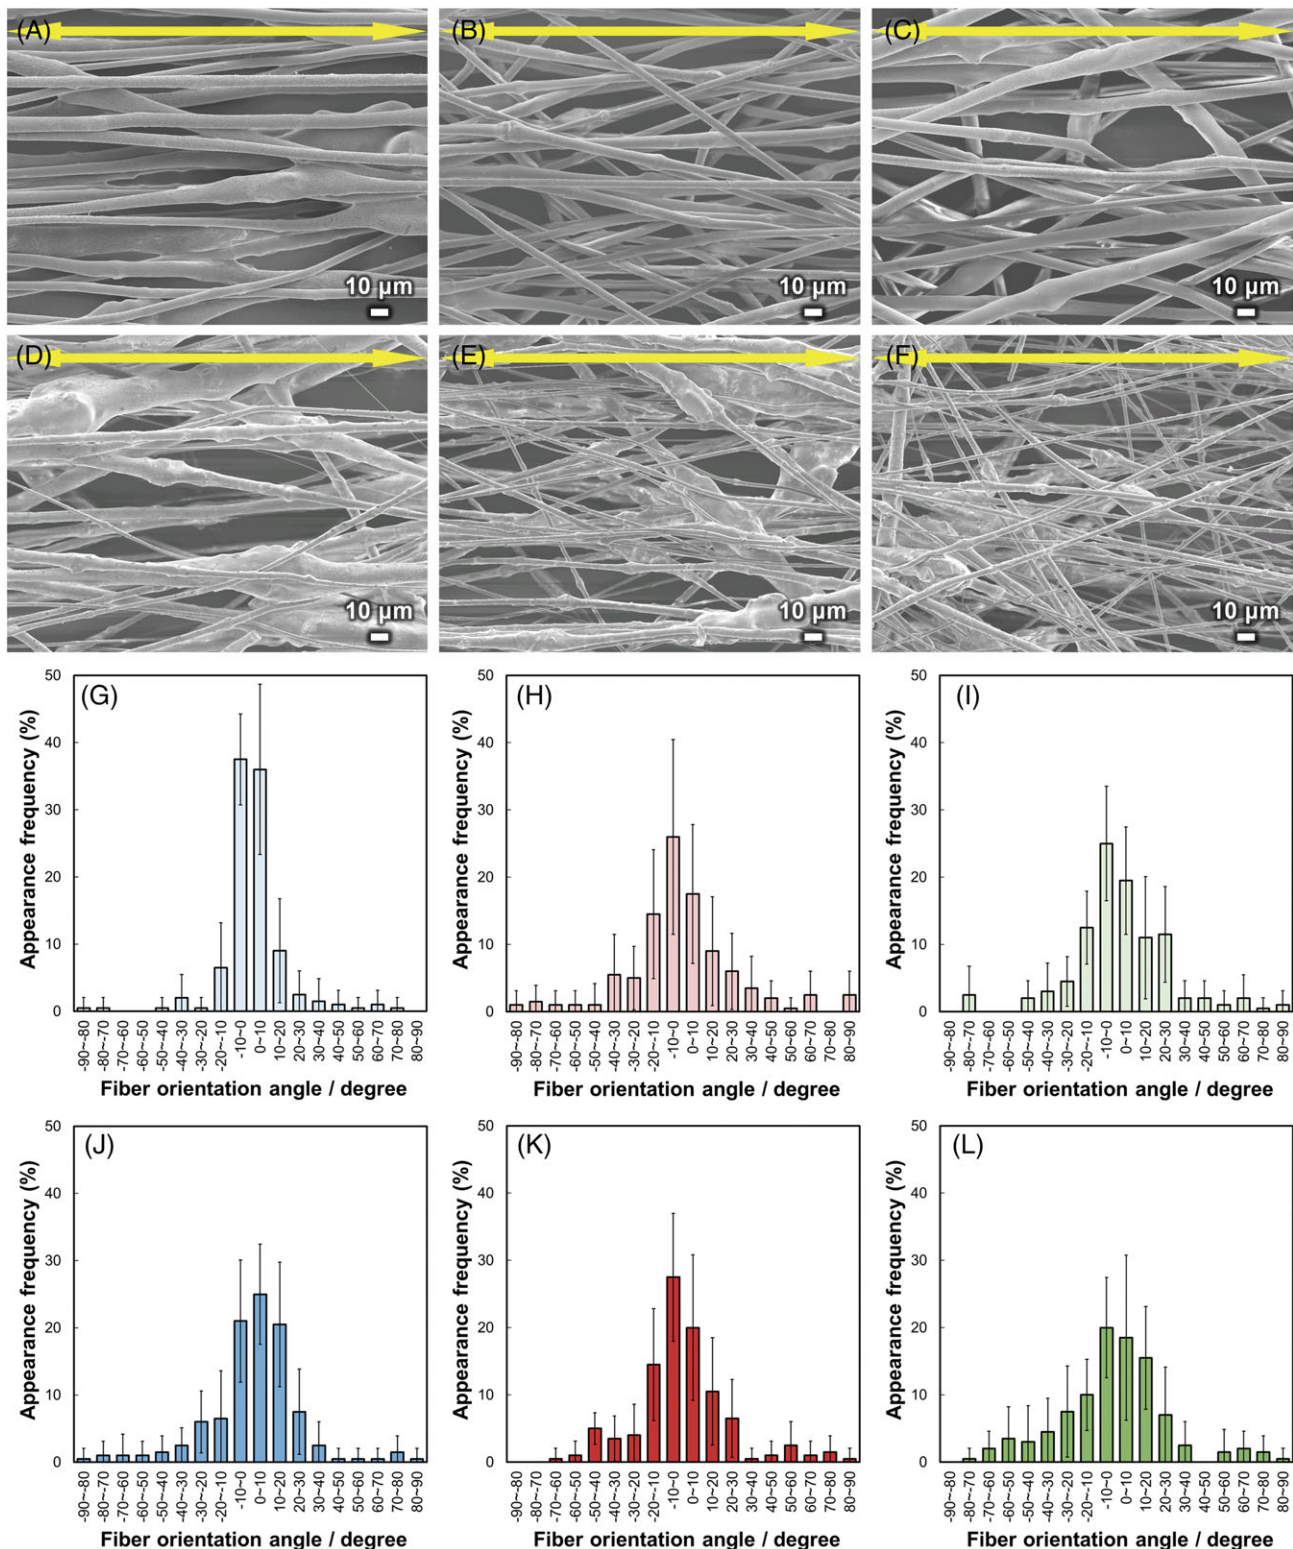 (A) (B) (C)
10 µm 10 µm 10 µm
(D) (E) (F)
10 µm 10 µm 10 µm
(G) (H) (I)
Appearance frequency (%) Appearance frequency (%) Appearance frequency (%)
50 50 50
40 40 40
30 30 30
20 20 20
10 10 10
0 0 0
-90~-80 -80~-70 -70~-60 -60~-50 -50~-40 -40~-30 -30~-20 -20~-10 -10~0 0~10 10~20 20~30 30~40 40~50 50~60 60~70 70~80 80~90 -90~-80 -80~-70 -70~-60 -60~-50 -50~-40 -40~-30 -30~-20 -20~-10 -10~0 0~10 10~20 20~30 30~40 40~50 50~60 60~70 70~80 80~90 -90~-80 -80~-70 -70~-60 -60~-50 -50~-40 -40~-30 -30~-20 -20~-10 -10~0 0~10 10~20 20~30 30~40 40~50 50~60 60~70 70~80 80~90
Fiber orientation angle / degree Fiber orientation angle / degree Fiber orientation angle / degree
(J) (K) (L)
Appearance frequency (%) Appearance frequency (%) Appearance frequency (%)
50 50 50
40 40 40
30 30 30
20 20 20
10 10 10
0 0 0
-90~-80 -80~-70 -70~-60 -60~-50 -50~-40 -40~-30 -30~-20 -20~-10 -10~0 0~10 10~20 20~30 30~40 40~50 50~60 60~70 70~80 80~90 -90~-80 -80~-70 -70~-60 -60~-50 -50~-40 -40~-30 -30~-20 -20~-10 -10~0 0~10 10~20 20~30 30~40 40~50 50~60 60~70 70~80 80~90 -90~-80 -80~-70 -70~-60 -60~-50 -50~-40 -40~-30 -30~-20 -20~-10 -10~0 0~10 10~20 20~30 30~40 40~50 50~60 60~70 70~80 80~90
Fiber orientation angle / degree Fiber orientation angle / degree Fiber orientation angle / degree